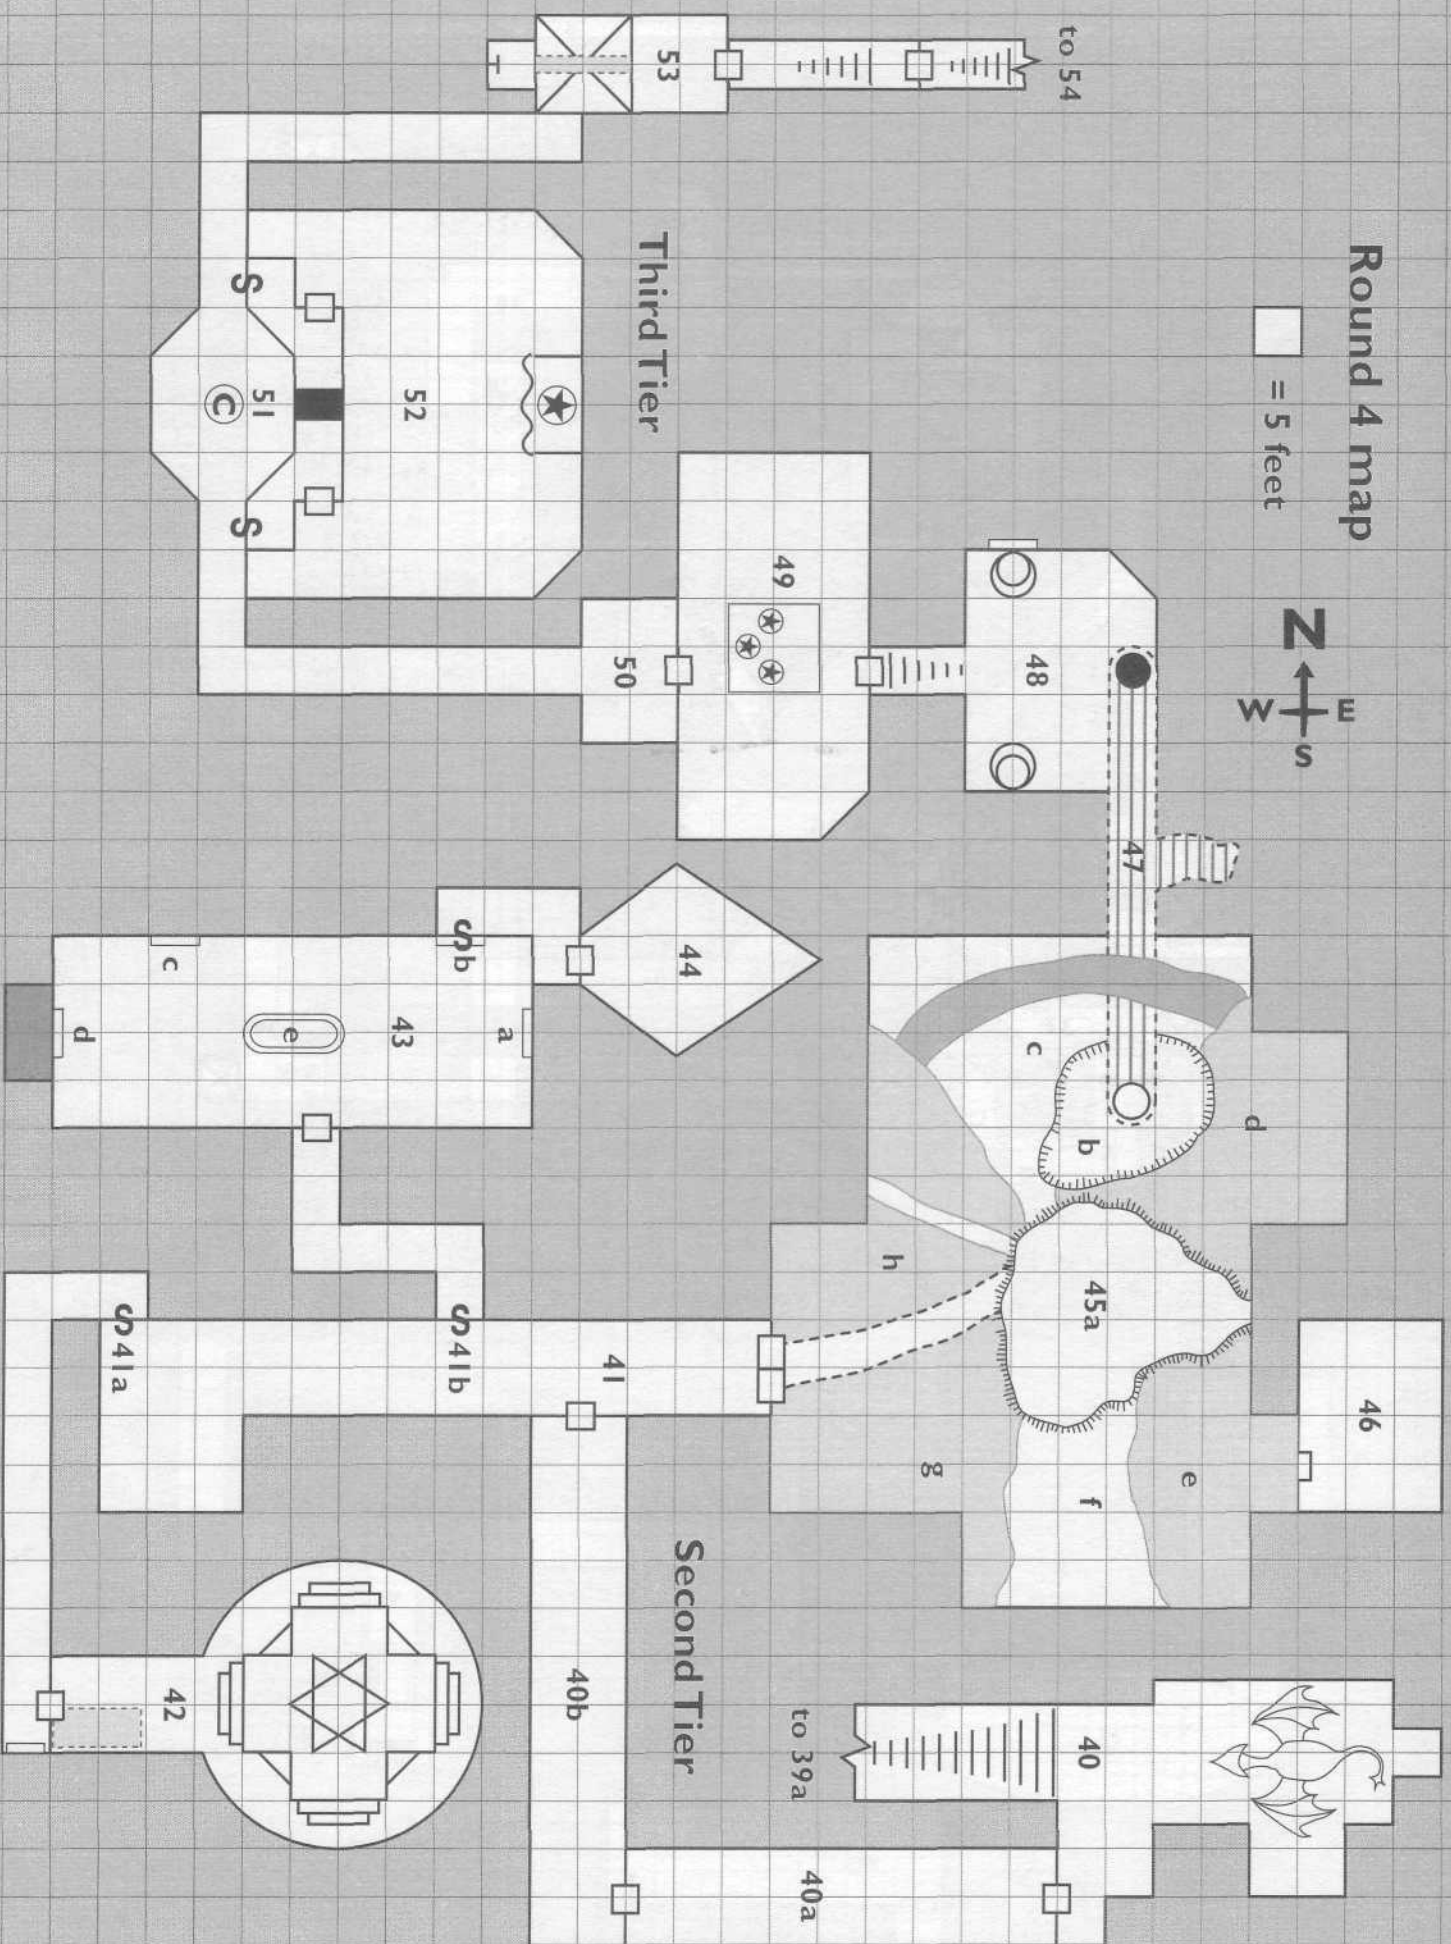 Round 4 map
= 5 feet
N
W E
S
to 54
53
Third Tier
S
51
C
52
S
49
50
48
47
44
S b
c
43
a
e
d
c
b
d
45a
h
46
e
f
g
S 41a
S 41b
41
Second Tier
42
40b
to 39a
40
40a